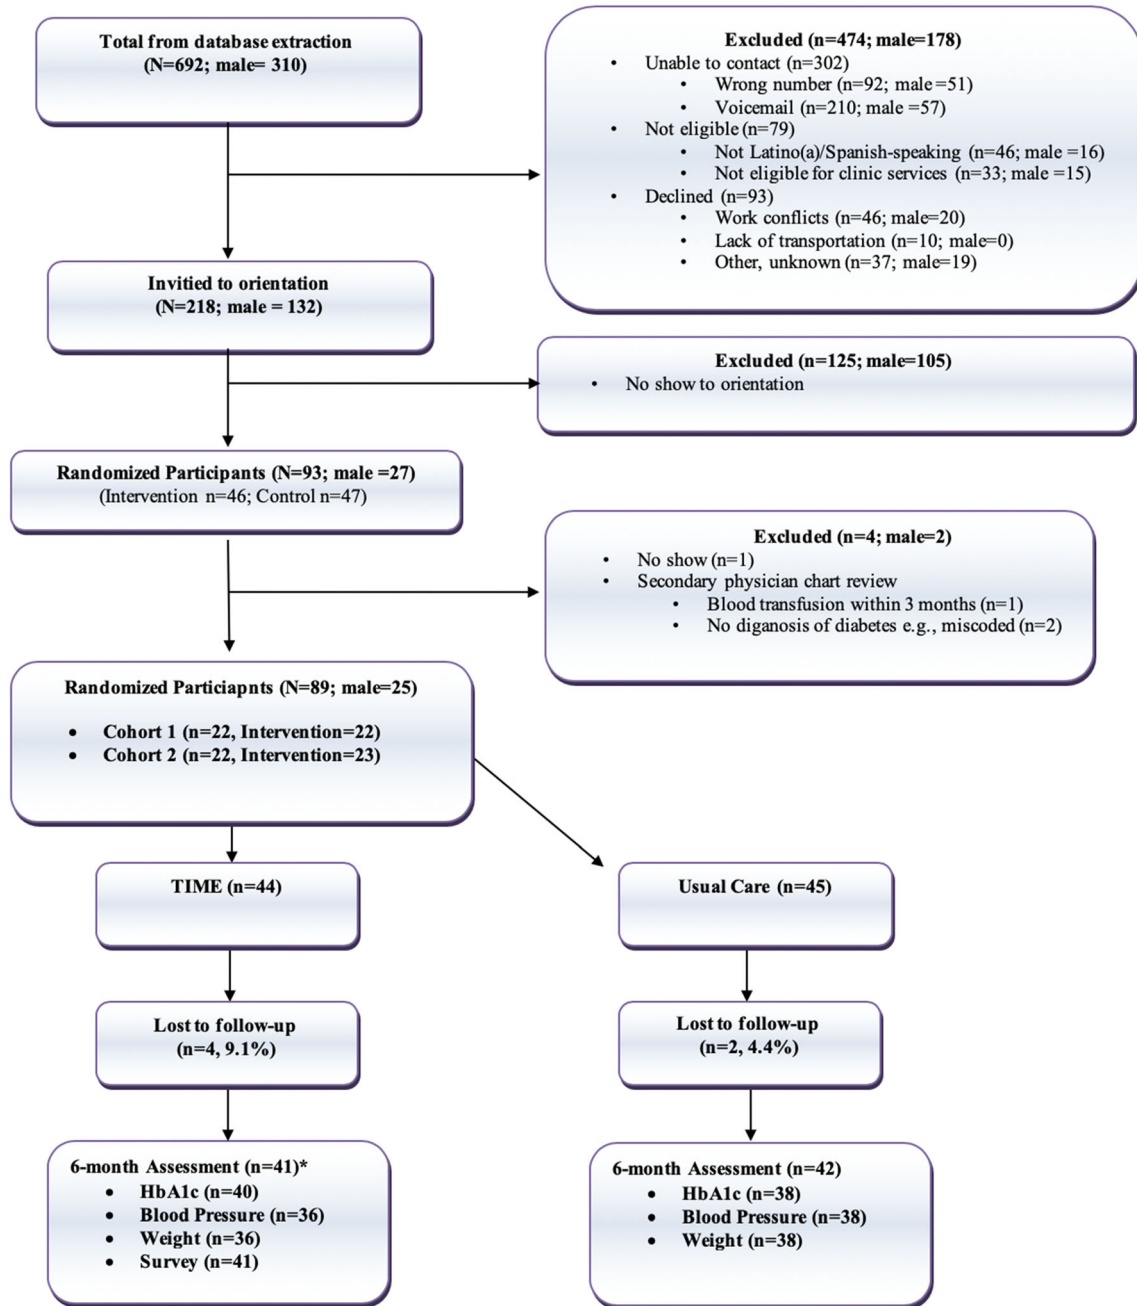 Total from database extraction
(N=692; male= 310)
Excluded (n=474; male=178)
• Unable to contact (n=302)
• Wrong number (n=92; male =51)
• Voicemail (n=210; male =57)
• Not eligible (n=79)
• Not Latino(a)/Spanish-speaking (n=46; male =16)
• Not eligible for clinic services (n=33; male =15)
• Declined (n=93)
• Work conflicts (n=46; male=20)
• Lack of transportation (n=10; male=0)
• Other, unknown (n=37; male=19)
Invitied to orientation
(N=218; male = 132)
Excluded (n=125; male=105)
• No show to orientation
Randomized Participants (N=93; male =27)
(Intervention n=46; Control n=47)
Excluded (n=4; male=2)
• No show (n=1)
• Secondary physician chart review
• Blood transfusion within 3 months (n=1)
• No diganosis of diabetes e.g., miscoded (n=2)
Randomized Particiapnts (N=89; male=25)
• Cohort 1 (n=22, Intervention=22)
• Cohort 2 (n=22, Intervention=23)
TIME (n=44)
Usual Care (n=45)
Lost to follow-up
(n=4, 9.1%)
Lost to follow-up
(n=2, 4.4%)
6-month Assessment (n=41)*
• HbA1c (n=40)
• Blood Pressure (n=36)
• Weight (n=36)
• Survey (n=41)
6-month Assessment (n=42)
• HbA1c (n=38)
• Blood Pressure (n=38)
• Weight (n=38)